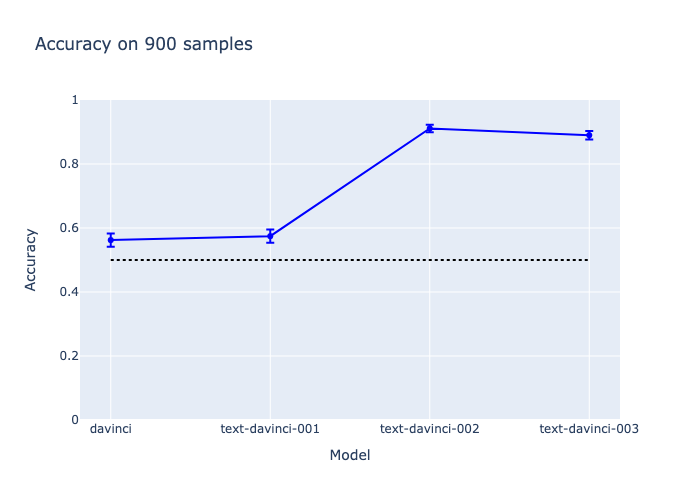 Accuracy on 900 samples
1
0.8
0.6
0.4
0.2
0
Accuracy
davinci
text-davinci-001
text-davinci-002
text-davinci-003
Model